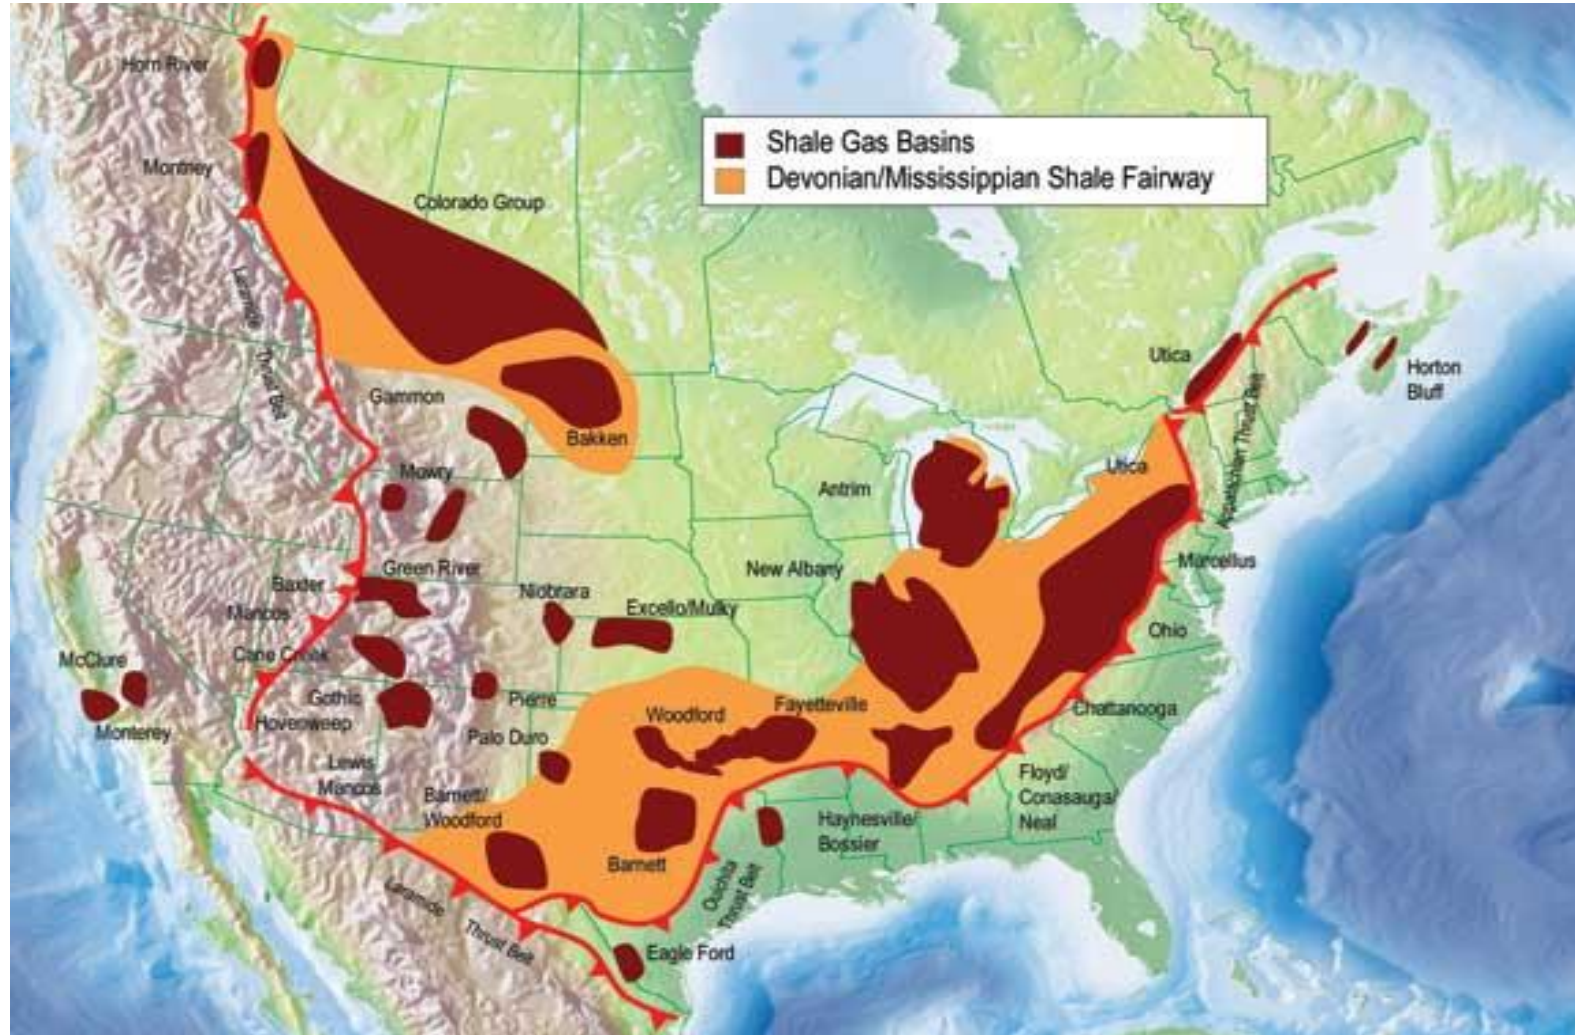 Horn River
Shale Gas Basins
Devonian/Mississippian Shale Fairway
Montney
Colorado Group
Laramide
Thrust Belt
Utica
Horton
Bluff
Gammon
Bakken
Appalachian Thrust Belt
Mowry
Utica
Antrim
Green River
New Albany
Marcellus
Baxter
Mancos
Niobrara
Excello/Mulky
Ohio
McClure
Cane Creek
Gothic
Pierre
Hovenweep
Monterey
Woodford
Fayetteville
Chattanooga
Palo Duro
Lewis
Mancos
Barnett/
Woodford
Floyd/
Conasauga/
Neal
Haynesville/
Bossier
Barnett
Ouchita
Thrust Belt
Laramide
Thrust Belt
Eagle Ford